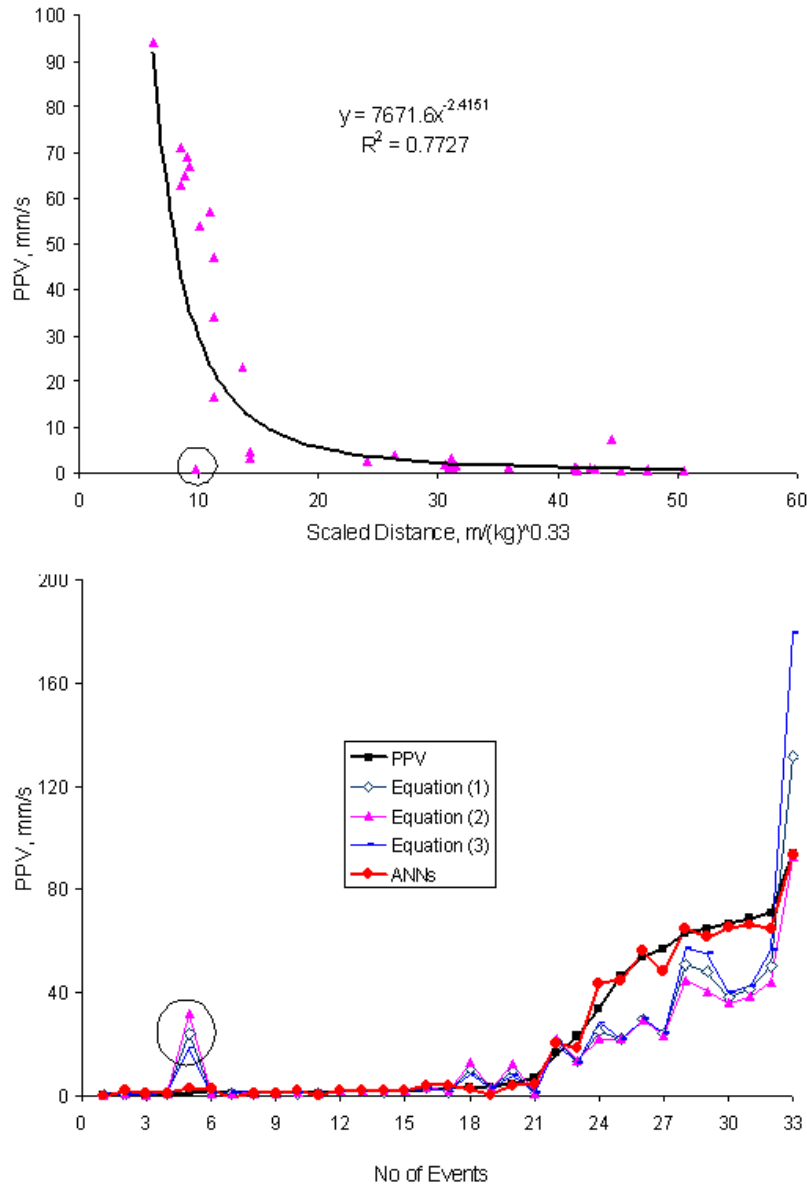 100
90
80
70
60
50
40
30
20
10
0
PPV, mm/s
y = 7671.6x^-2.4151
R² = 0.7727
0 10 20 30 40 50 60
Scaled Distance, m/(kg)^0.33
200
160
120
80
40
0
PPV, mm/s
PPV
Equation (1)
Equation (2)
Equation (3)
ANNs
0 3 6 9 12 15 18 21 24 27 30 33
No of Events